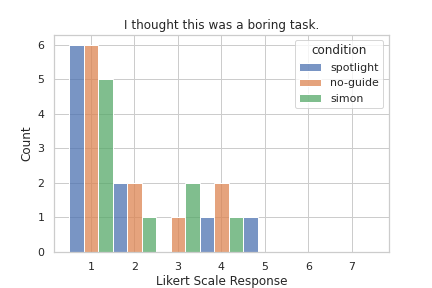 I thought this was a boring task.
condition
spotlight
no-guide
simon
6
5
4
3
2
1
0
Count
1 2 3 4 5 6 7
Likert Scale Response